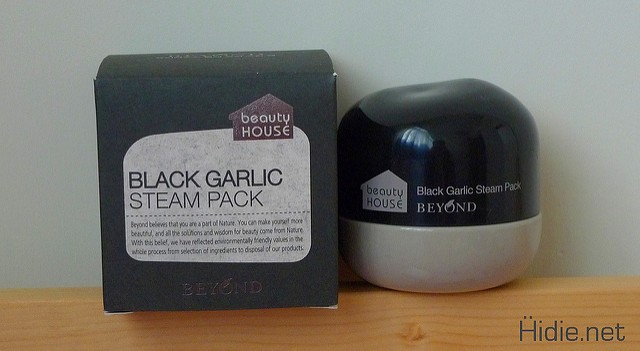 beauty
HOUSE
BLACK GARLIC
STEAM PACK
Beyond believes that you are a part of Nature. You can make yourself more
beautiful, and all the solutions and wisdom for beauty come from Nature.
With this belief, we have reflected environmentally friendly values in the
whole process from selection of ingredients to disposal of our products.
BEYOND
beauty
HOUSE
Black Garlic Steam Pack
BEYOND
Hidie.net